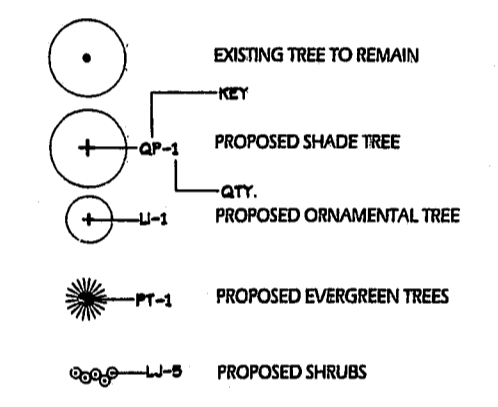 EXISTING TREE TO REMAIN
KEY
QP-1 PROPOSED SHADE TREE
QTY.
LI-1 PROPOSED ORNAMENTAL TREE
PT-1 PROPOSED EVERGREEN TREES
LJ-5 PROPOSED SHRUBS